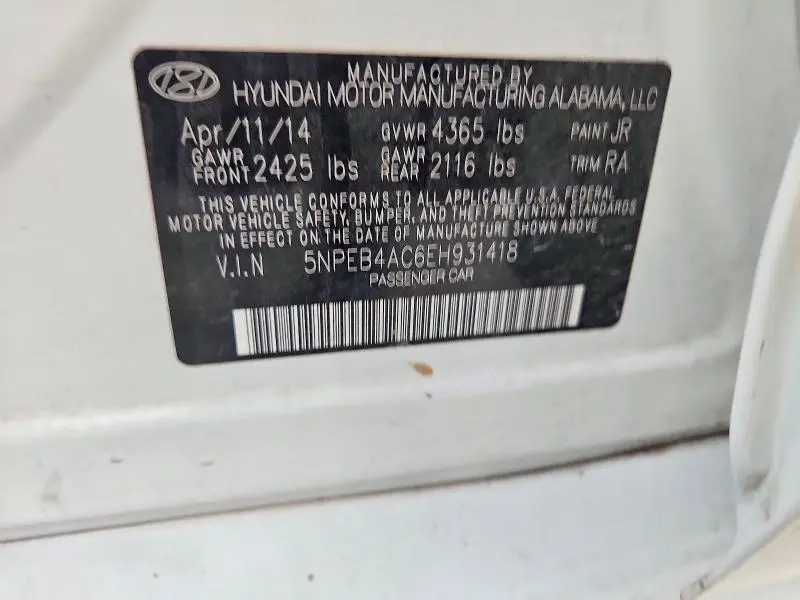 MANUFACTURED BY
HYUNDAI MOTOR MANUFACTURING ALABAMA, LLC
Apr/11/14 GVWR 4365 lbs PAINT JR
GAWR FRONT 2425 lbs GAWR REAR 2116 lbs TRIM RA
THIS VEHICLE CONFORMS TO ALL APPLICABLE U.S.A. FEDERAL
MOTOR VEHICLE SAFETY, BUMPER, AND THEFT PREVENTION STANDARDS
IN EFFECT ON THE DATE OF MANUFACTURE SHOWN ABOVE
V.I.N 5NPEB4AC6EH931418
PASSENGER CAR